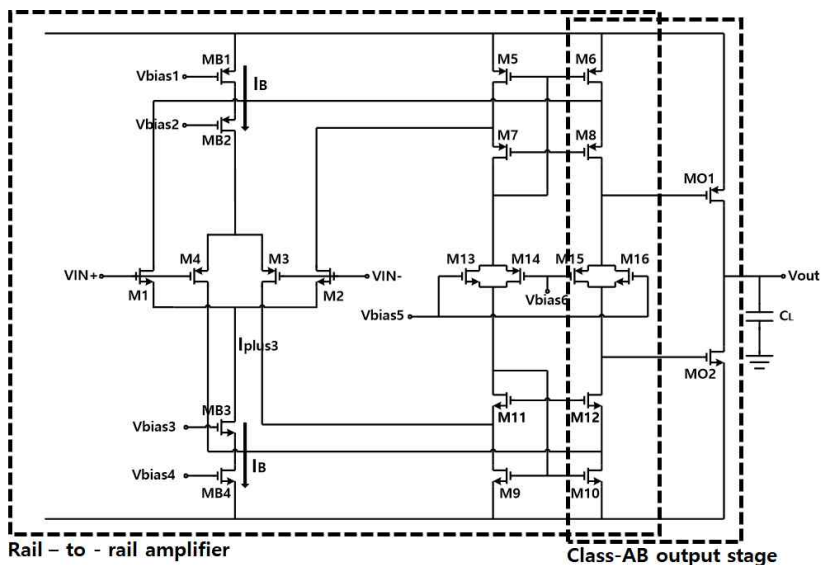 MB1
M5
M6
Vbias1
IB
Vbias2
MB2
M7
M8
MO1
M4
M3
M13
M14
M15
M16
VIN+
VIN-
Vout
M1
M2
Vbias6
Vbias5
CL
Iplus3
MO2
MB3
M11
M12
Vbias3
IB
Vbias4
MB4
M9
M10
Rail – to - rail amplifier
Class-AB output stage